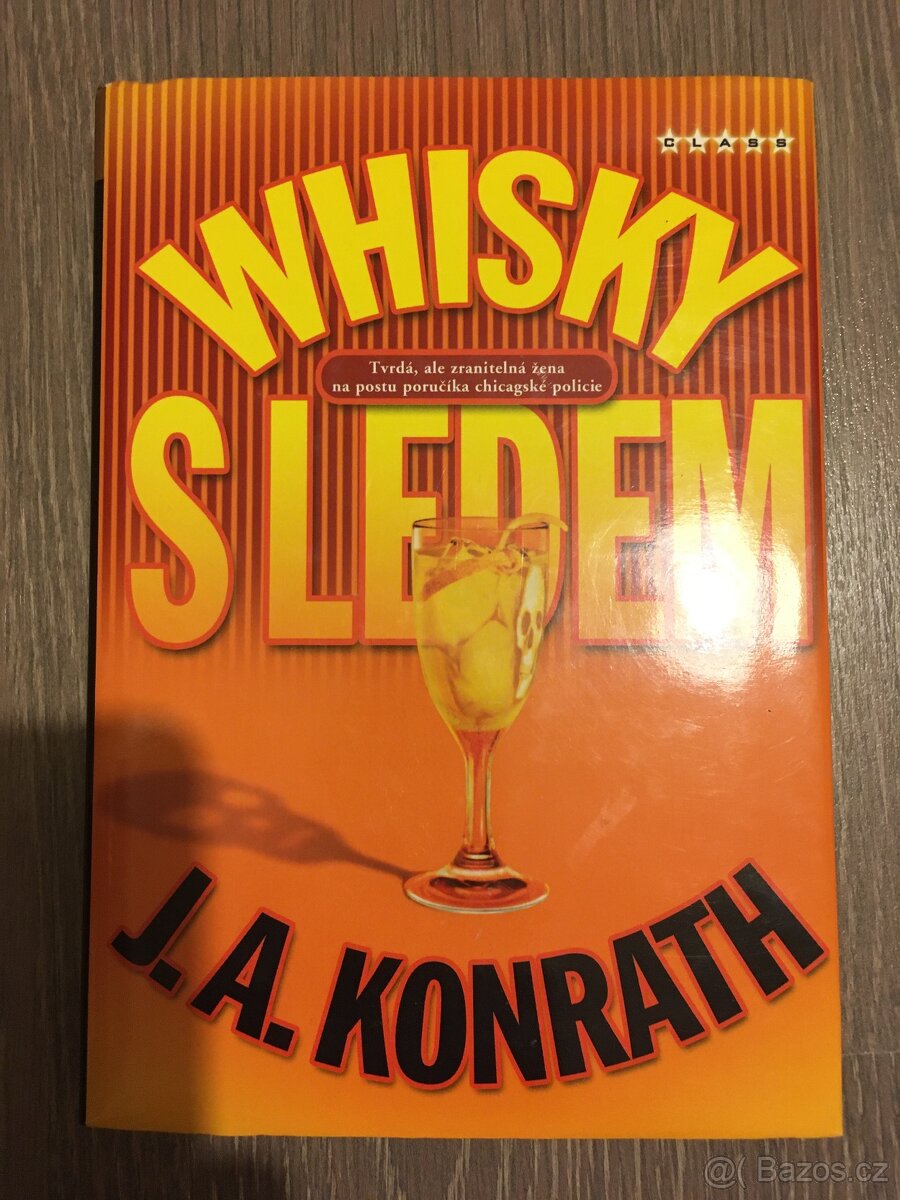 CLASS
WHISKY
Tvrdá, ale zranitelná žena
na postu poručíka chicagské policie
S LEDEM
J. A. KONRATH
@( Bazos.cz